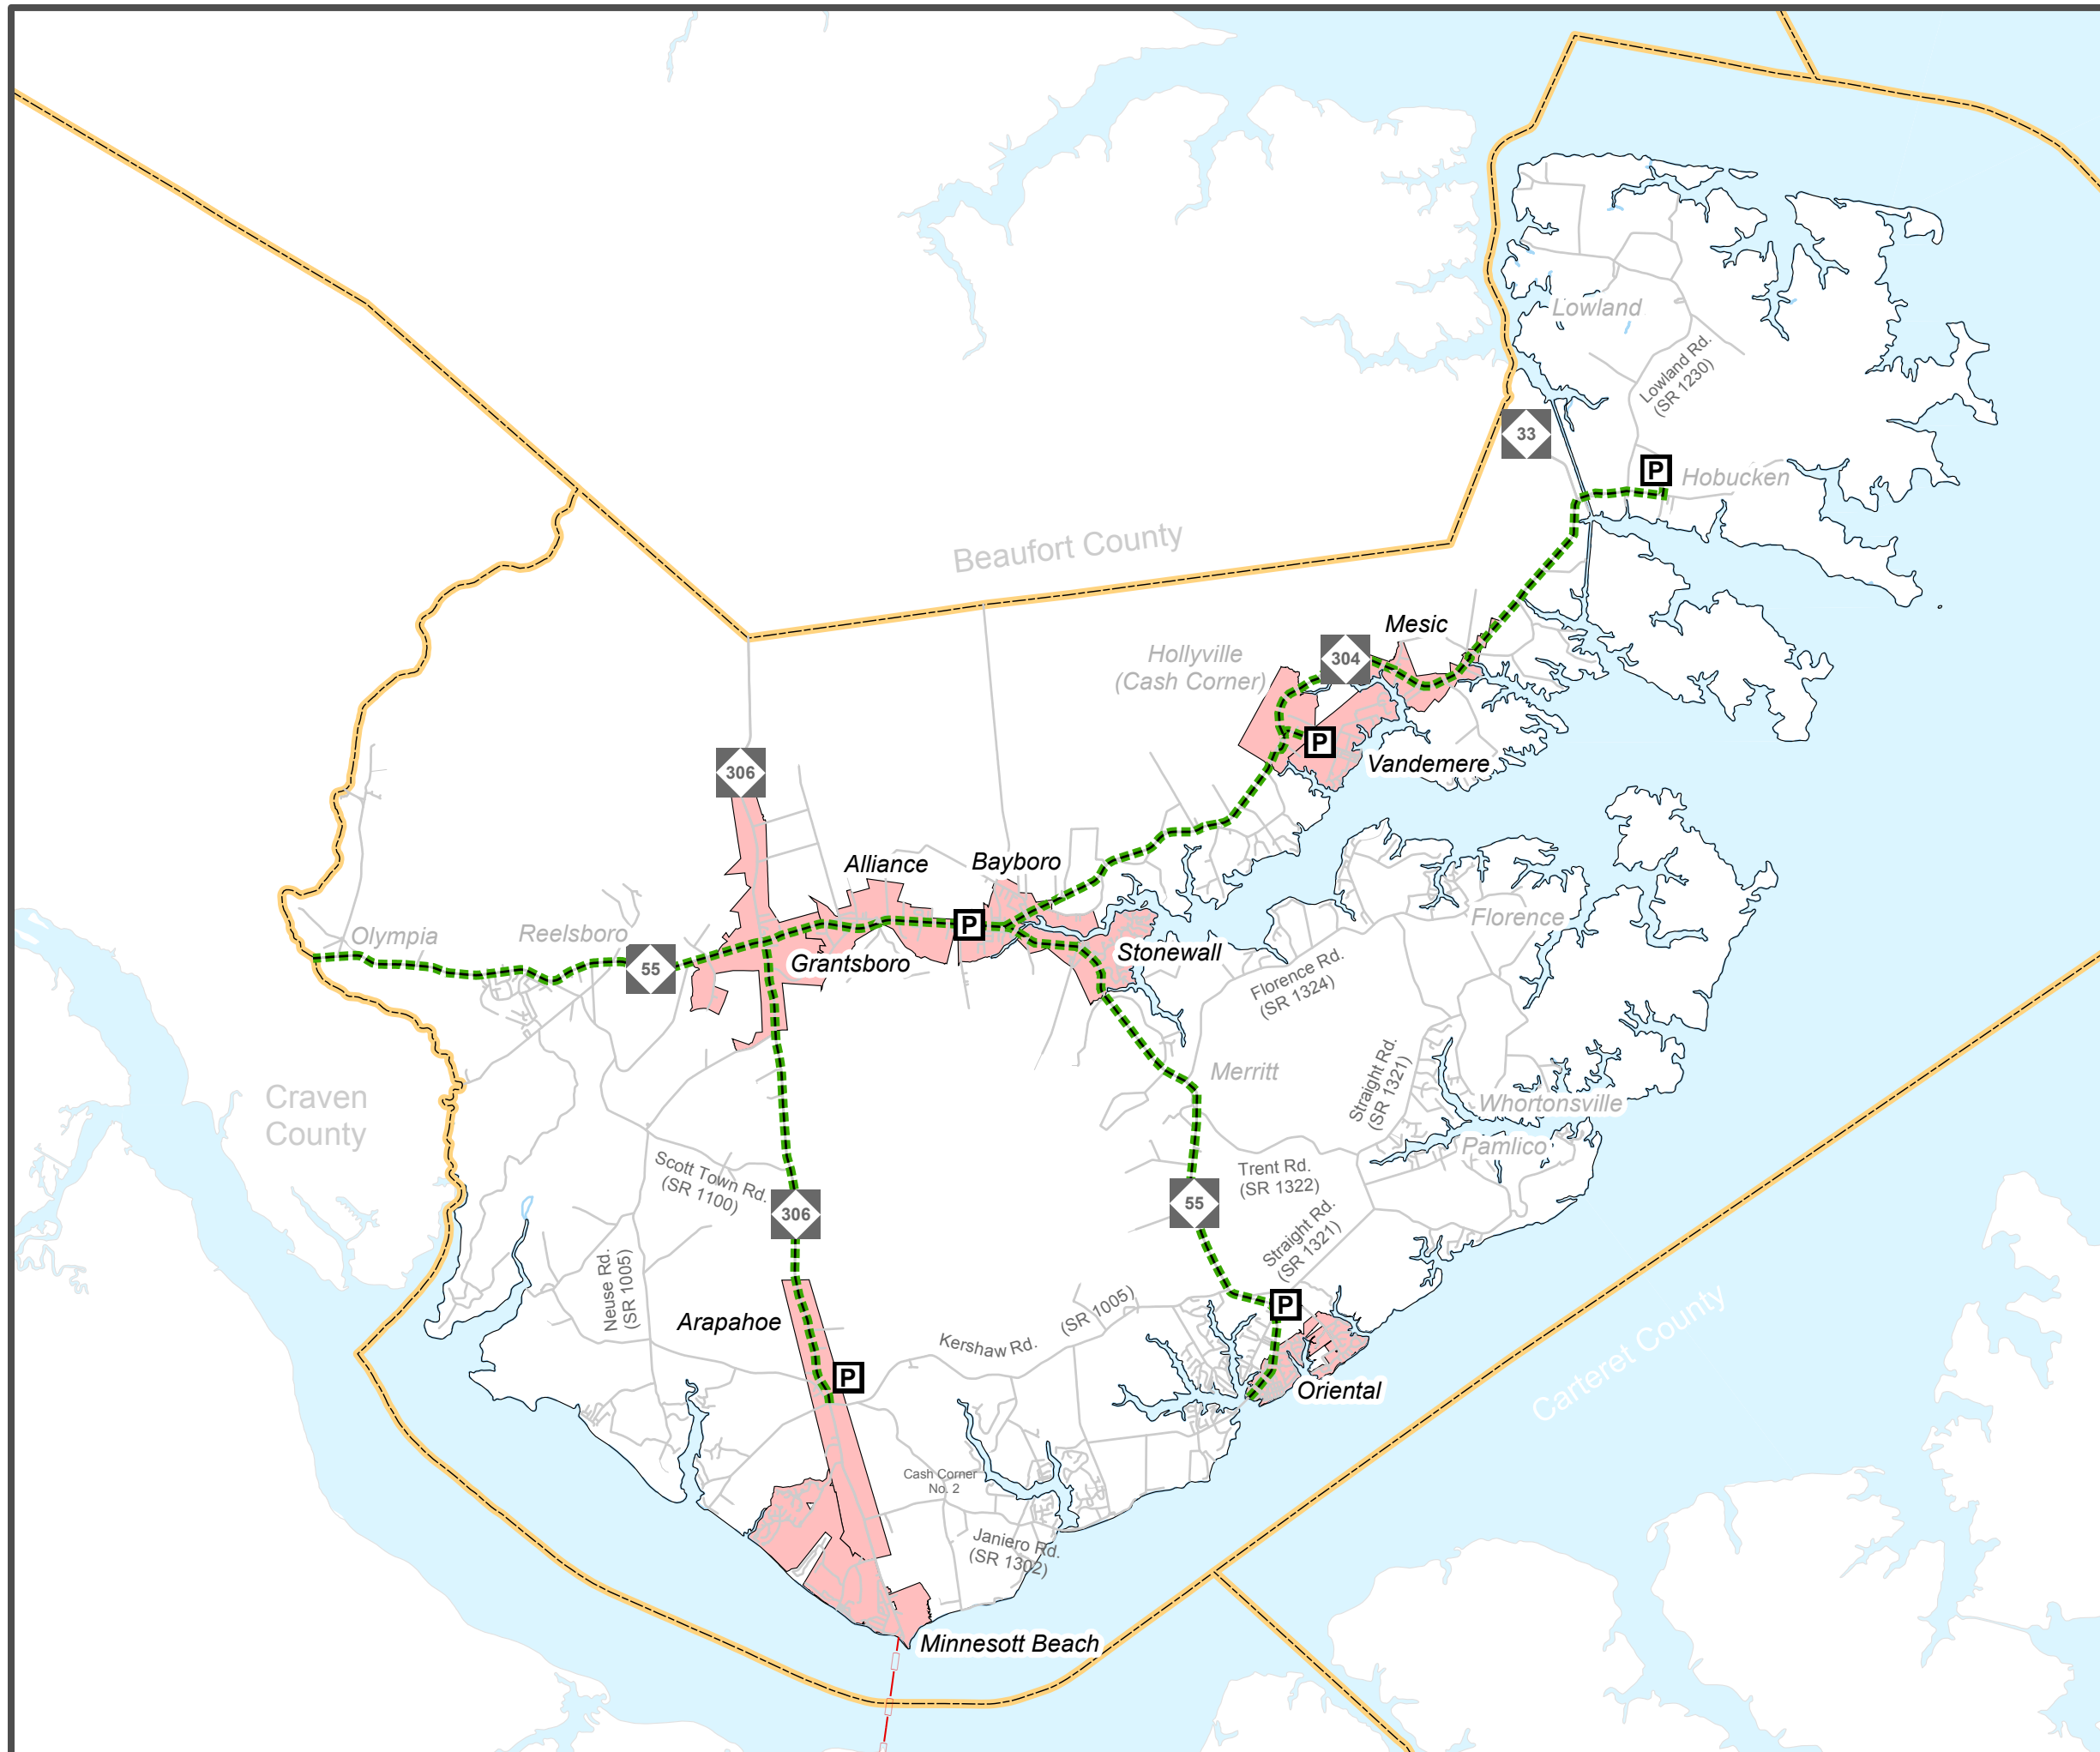 Lowland
Lowland Rd.
(SR 1230)
33
P
Hobucken
Beaufort County
Mesic
Hollyville
(Cash Corner)
304
P
Vandemere
306
Alliance
Bayboro
P
Florence
Olympia
Reelsboro
55
Grantsboro
Stonewall
Florence Rd.
(SR 1324)
Merritt
Straight Rd.
(SR 1321)
Whortonsville
Craven
County
Pamlico
Scott Town Rd.
(SR 1100)
Trent Rd.
(SR 1322)
306
55
Straight Rd.
(SR 1321)
Neuse Rd.
(SR 1005)
P
Arapahoe
Kershaw Rd.
(SR 1005)
P
Oriental
Carteret County
Cash Corner
No. 2
Janiero Rd.
(SR 1302)
Minnesott Beach